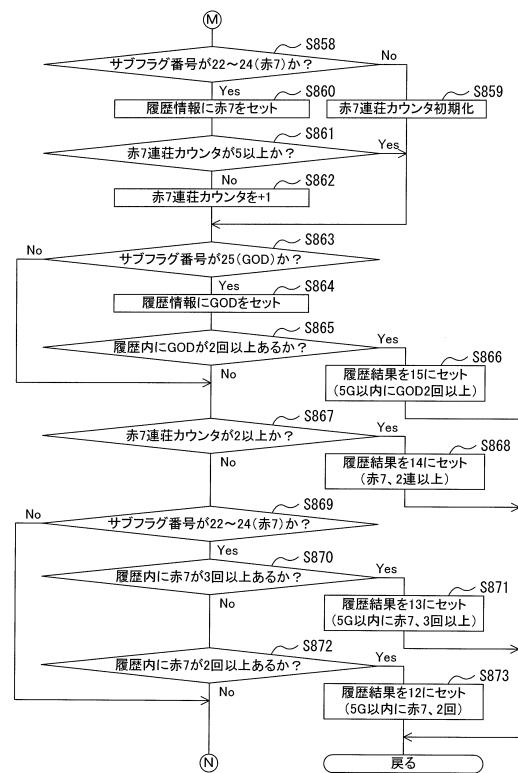 M
S858
サブフラグ番号が22～24(赤7)か？
No
S859
Yes
S860
履歴情報に赤7をセット
赤7連荘カウンタ初期化
S861
赤7連荘カウンタが5以上か？
Yes
No
S862
赤7連荘カウンタを+1
S863
No
サブフラグ番号が25(GOD)か？
Yes
S864
履歴情報にGODをセット
S865
履歴内にGODが2回以上あるか？
Yes
S866
No
履歴結果を15にセット
(5G以内にGOD2回以上)
S867
赤7連荘カウンタが2以上か？
Yes
S868
No
履歴結果を14にセット
(赤7、2連以上)
S869
No
サブフラグ番号が22～24(赤7)か？
Yes
S870
履歴内に赤7が3回以上あるか？
Yes
S871
No
履歴結果を13にセット
(5G以内に赤7、3回以上)
S872
履歴内に赤7が2回以上あるか？
Yes
S873
No
履歴結果を12にセット
(5G以内に赤7、2回)
N
戻る